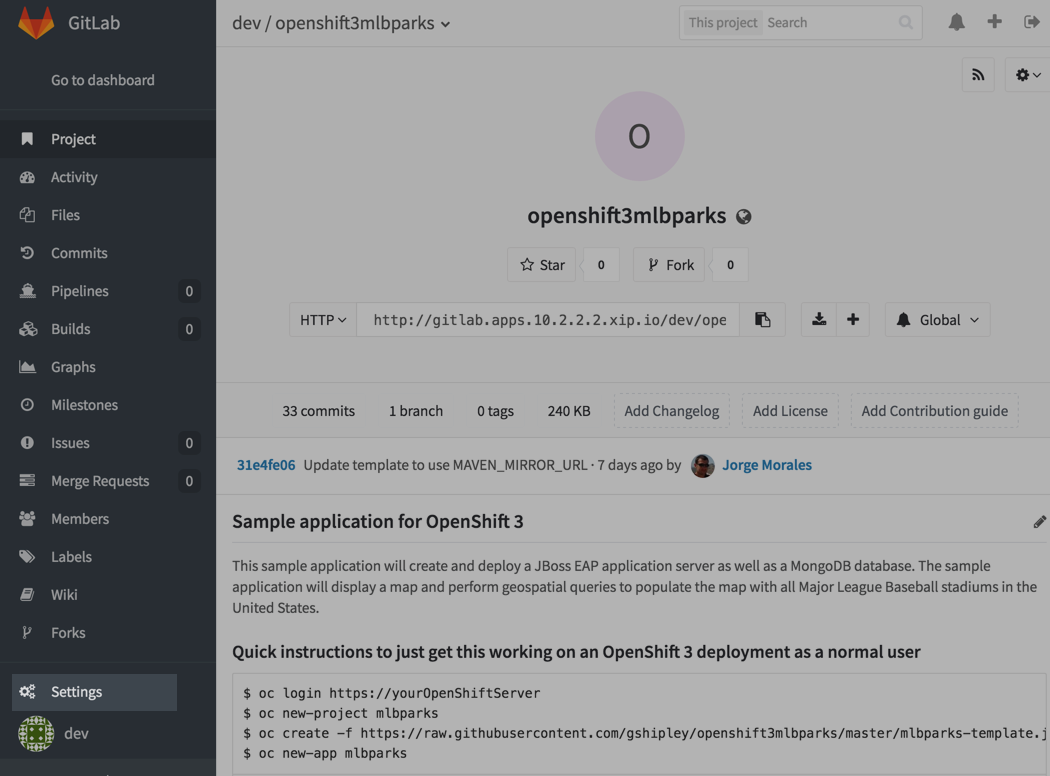 GitLab
dev / openshift3mlbparks
This project Search
Go to dashboard
Project
Activity
Files
Commits
Pipelines 0
Builds 0
Graphs
Milestones
Issues 0
Merge Requests 0
Members
Labels
Wiki
Forks
Settings
dev
O
openshift3mlbparks
Star 0 Fork 0
HTTP http://gitlab.apps.10.2.2.2.xip.io/dev/ope Global
33 commits 1 branch 0 tags 240 KB Add Changelog Add License Add Contribution guide
31e4fe06 Update template to use MAVEN_MIRROR_URL · 7 days ago by Jorge Morales
Sample application for OpenShift 3
This sample application will create and deploy a JBoss EAP application server as well as a MongoDB database. The sample
application will display a map and perform geospatial queries to populate the map with all Major League Baseball stadiums in the
United States.
Quick instructions to just get this working on an OpenShift 3 deployment as a normal user
$ oc login https://yourOpenShiftServer
$ oc new-project mlbparks
$ oc create -f https://raw.githubusercontent.com/gshipley/openshift3mlbparks/master/mlbparks-template.j
$ oc new-app mlbparks